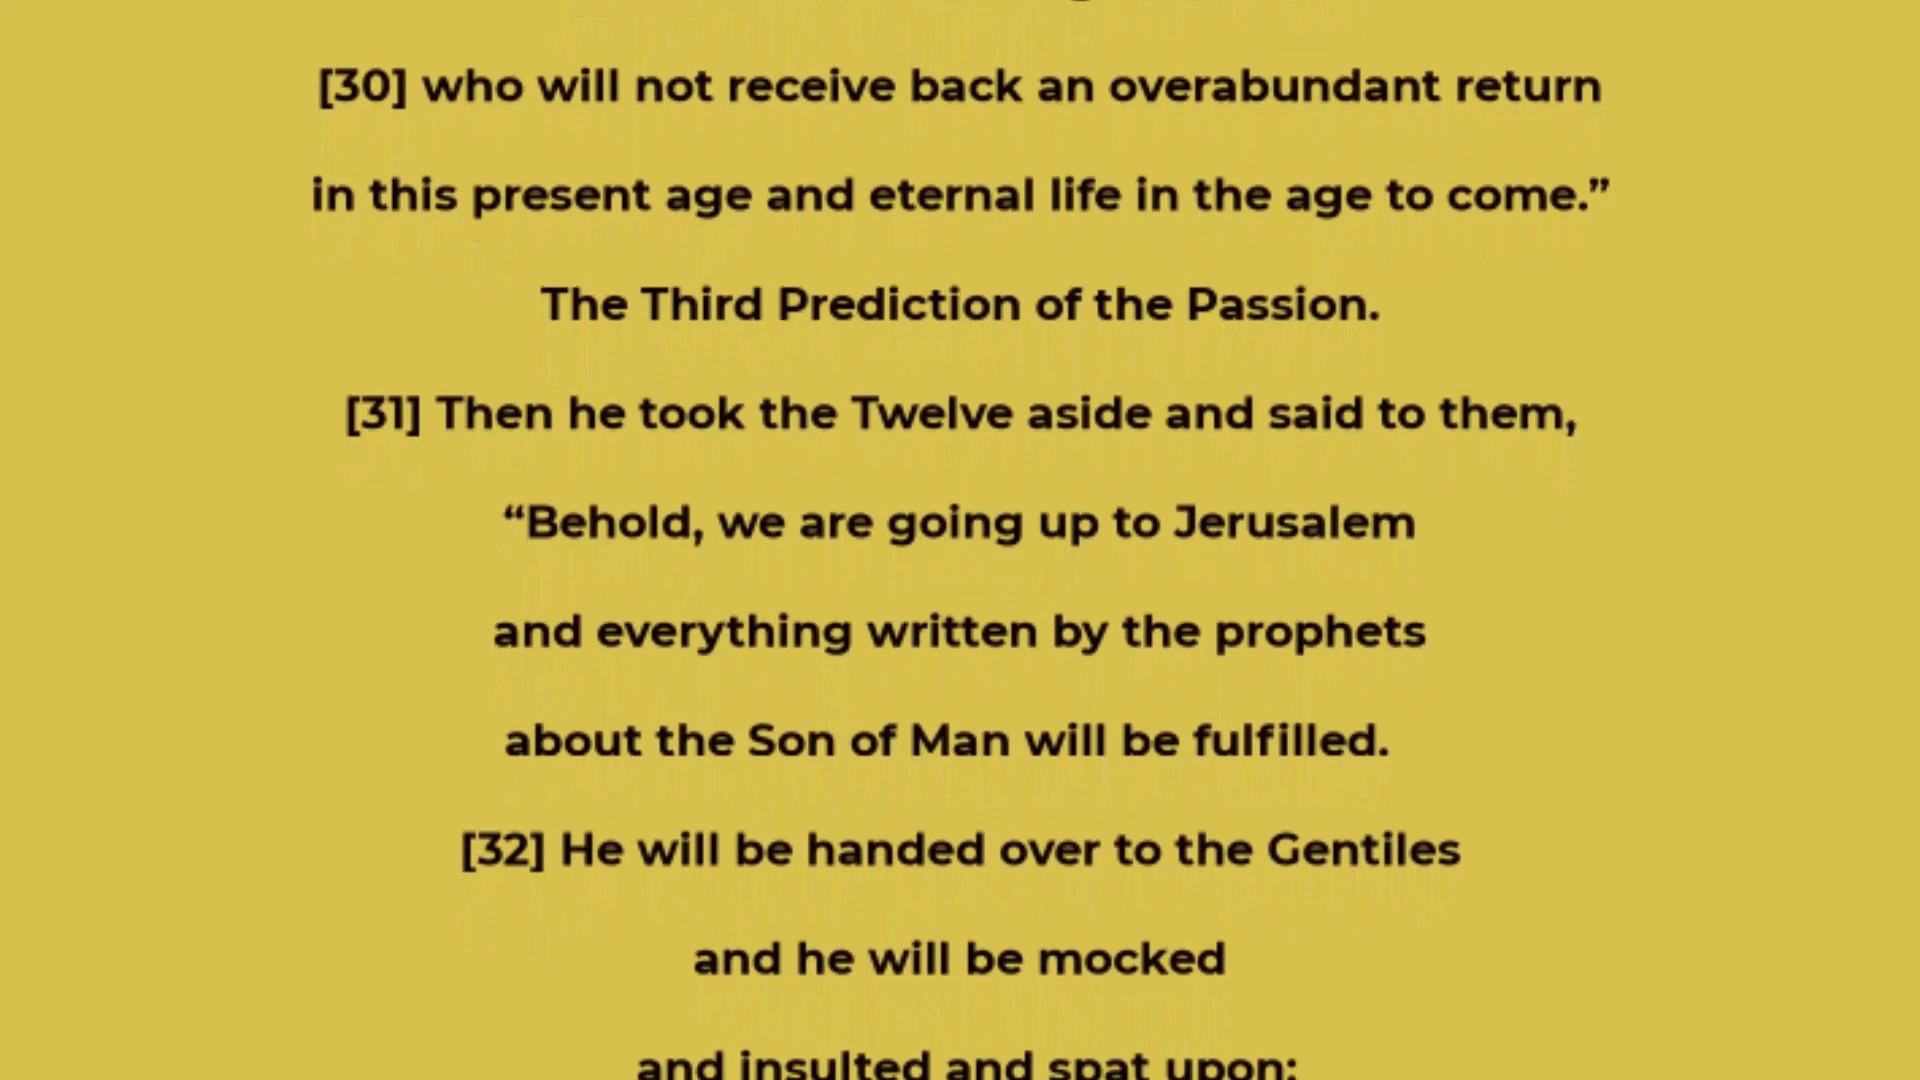 [30] who will not receive back an overabundant return
in this present age and eternal life in the age to come.”
The Third Prediction of the Passion.
[31] Then he took the Twelve aside and said to them,
“Behold, we are going up to Jerusalem
and everything written by the prophets
about the Son of Man will be fulfilled.
[32] He will be handed over to the Gentiles
and he will be mocked
and insulted and spat upon;